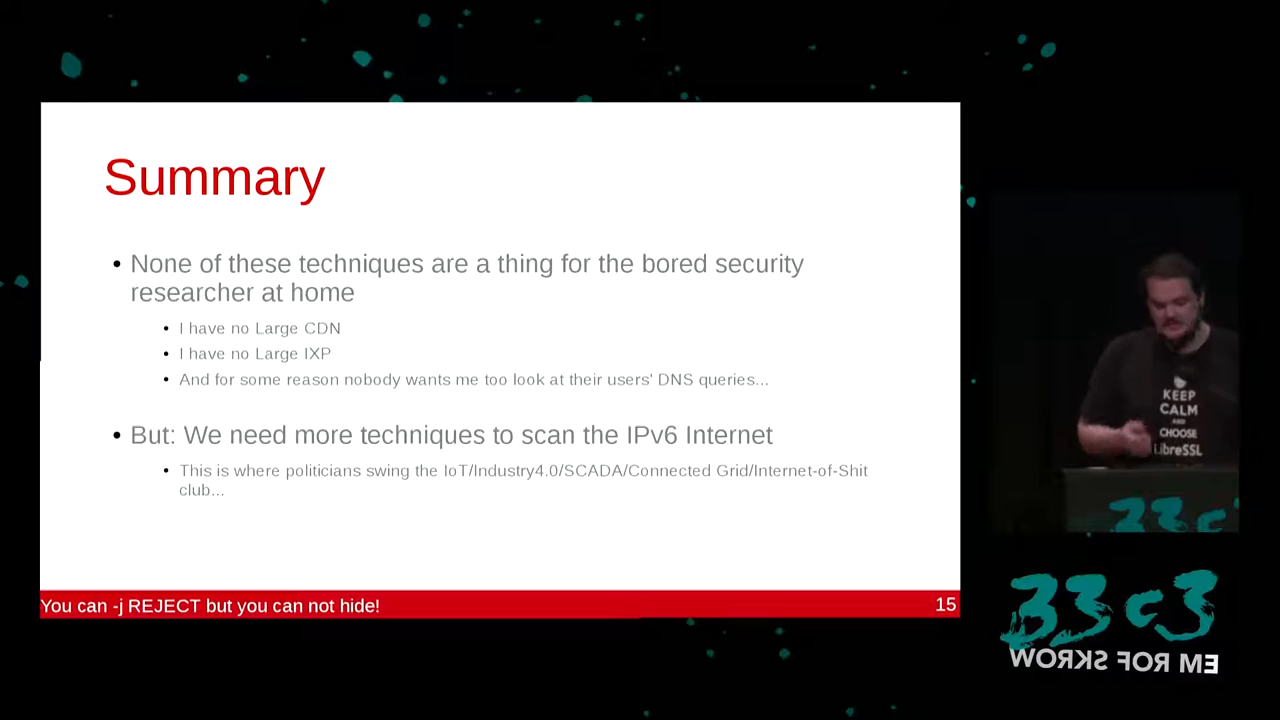 Summary
• None of these techniques are a thing for the bored security
researcher at home
• I have no Large CDN
• I have no Large IXP
• And for some reason nobody wants me too look at their users' DNS queries...
• But: We need more techniques to scan the IPv6 Internet
• This is where politicians swing the IoT/Industry4.0/SCADA/Connected Grid/Internet-of-Shit
club...
You can -j REJECT but you can not hide!
15
KEEP
CALM
AND
CHOOSE
LibreSSL
33c3
33c3
WORKS FOR ME